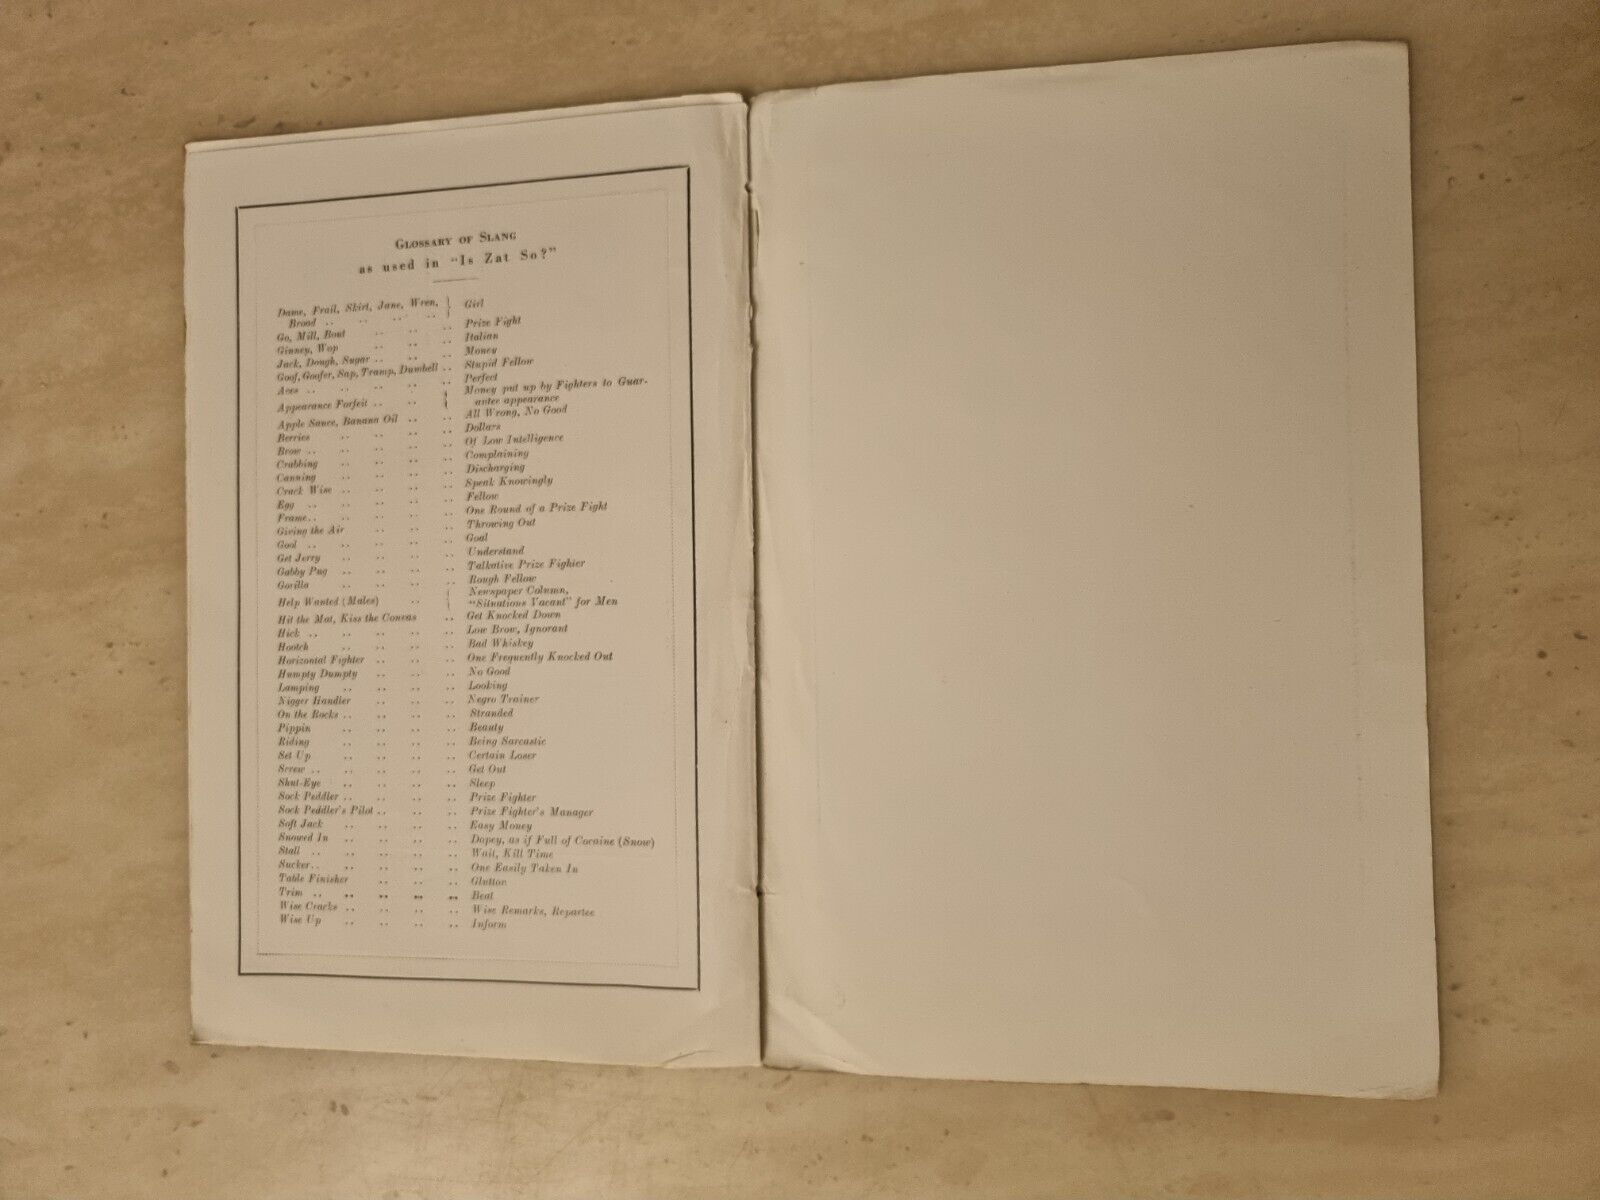 Glossary of Slang
as used in "Is Zat So?"
Dame, Frail, Skirt, Jane, Wren, } Girl
Broad .. .. .. ..
Go, Mill, Bout .. .. .. Prize Fight
Ginney, Wop .. .. .. Italian
Jack, Dough, Sugar .. .. .. Money
Goof, Goofer, Sap, Tramp, Dumbell .. Stupid Fellow
Aces .. .. .. .. .. Perfect
Appearance Forfeit .. .. { Money put up by Fighters to Guar-
antee appearance
Apple Sauce, Banana Oil .. .. All Wrong, No Good
Berries .. .. .. .. Dollars
Brow .. .. .. .. .. Of Low Intelligence
Crabbing .. .. .. .. Complaining
Canning .. .. .. .. Discharging
Crack Wise .. .. .. .. Speak Knowingly
Egg .. .. .. .. .. Fellow
Frame .. .. .. .. .. One Round of a Prize Fight
Giving the Air .. .. .. Throwing Out
Gool .. .. .. .. .. Goal
Get Jerry .. .. .. .. Understand
Gabby Pug .. .. .. .. Talkative Prize Fighter
Gorilla .. .. .. .. Rough Fellow
Help Wanted (Males) .. { Newspaper Column,
"Situations Vacant" for Men
Hit the Mat, Kiss the Canvas .. Get Knocked Down
Hick .. .. .. .. .. Low Brow, Ignorant
Hootch .. .. .. .. Bad Whiskey
Horizontal Fighter .. .. .. One Frequently Knocked Out
Humpty Dumpty .. .. .. No Good
Lamping .. .. .. .. Looking
Nigger Handler .. .. .. Negro Trainer
On the Rocks .. .. .. .. Stranded
Pippin .. .. .. .. Beauty
Riding .. .. .. .. Being Sarcastic
Set Up .. .. .. .. Certain Loser
Screw .. .. .. .. .. Get Out
Shut-Eye .. .. .. .. Sleep
Sock Peddler .. .. .. .. Prize Fighter
Sock Peddler's Pilot .. .. .. Prize Fighter's Manager
Soft Jack .. .. .. .. Easy Money
Snowed In .. .. .. .. Dopey, as if Full of Cocaine (Snow)
Stall .. .. .. .. .. Wait, Kill Time
Sucker .. .. .. .. .. One Easily Taken In
Table Finisher .. .. .. Glutton
Trim .. .. .. .. .. Beat
Wise Cracks .. .. .. .. Wise Remarks, Repartee
Wise Up .. .. .. .. Inform